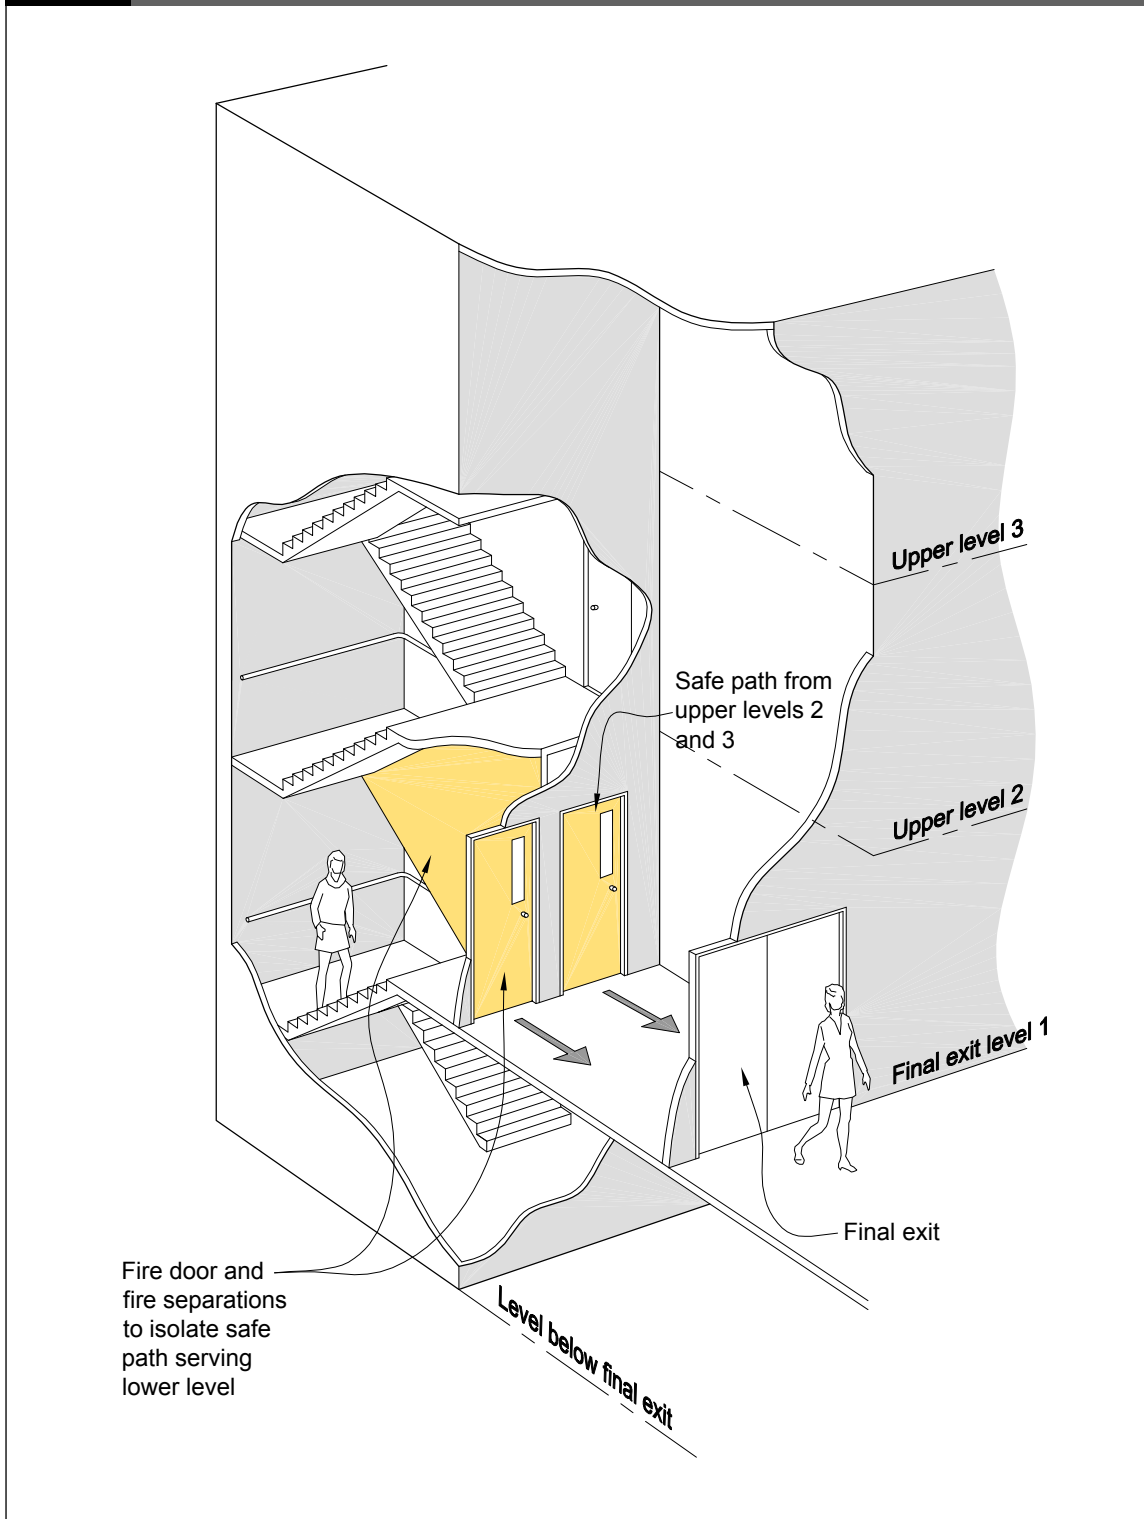 Upper level 3
Safe path from
upper levels 2
and 3
Upper level 2
Final exit level 1
Final exit
Fire door and
fire separations
to isolate safe
path serving
lower level
Level below final exit